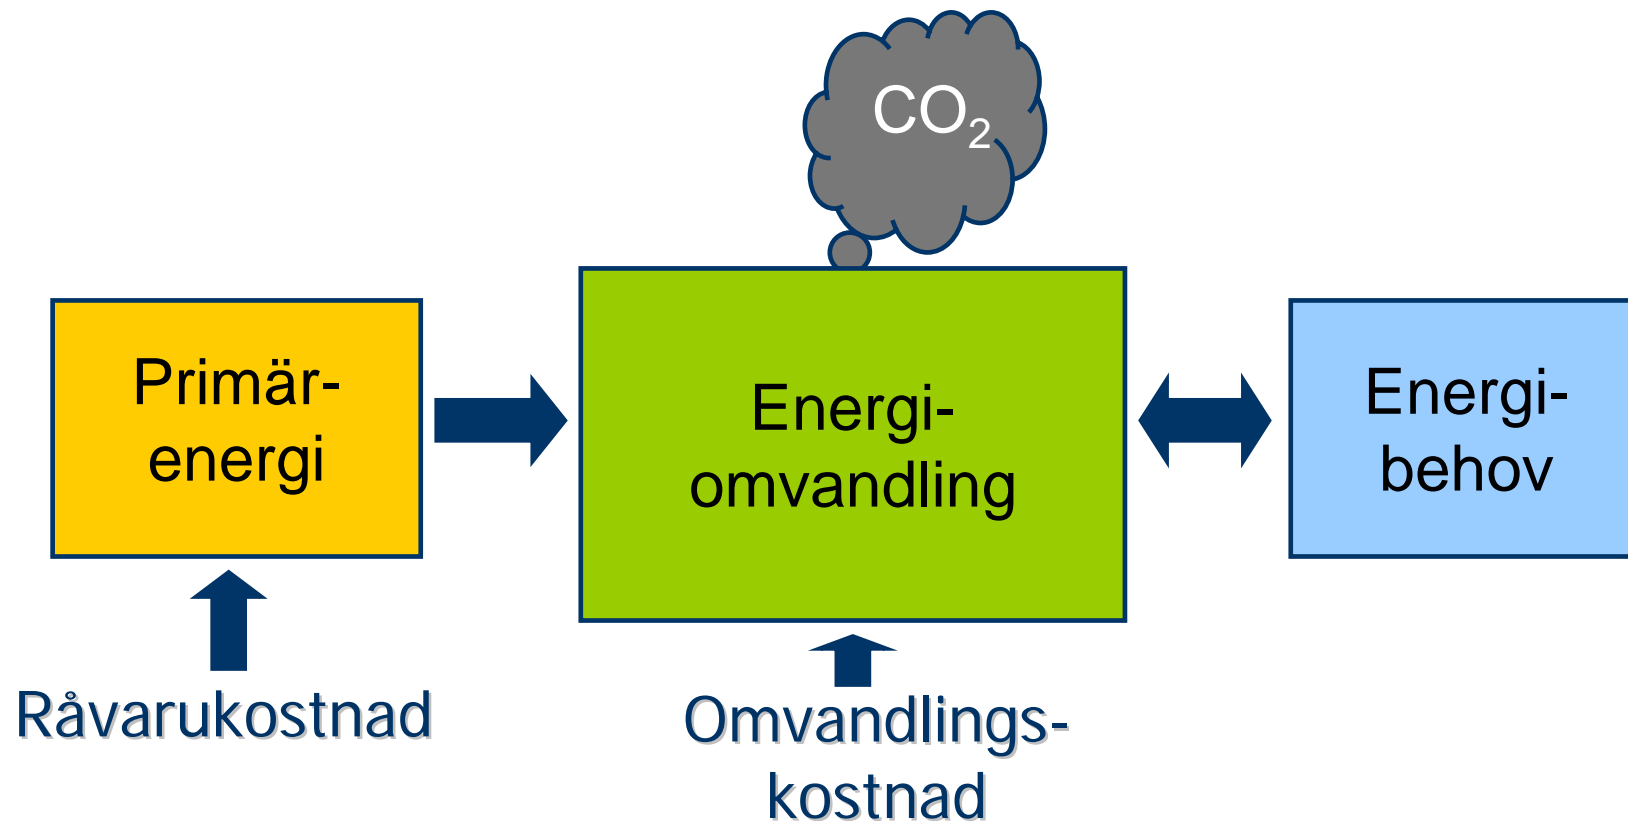 CO₂
Primär-
energi
Energi-
omvandling
Energi-
behov
Råvarukostnad
Omvandlings-
kostnad